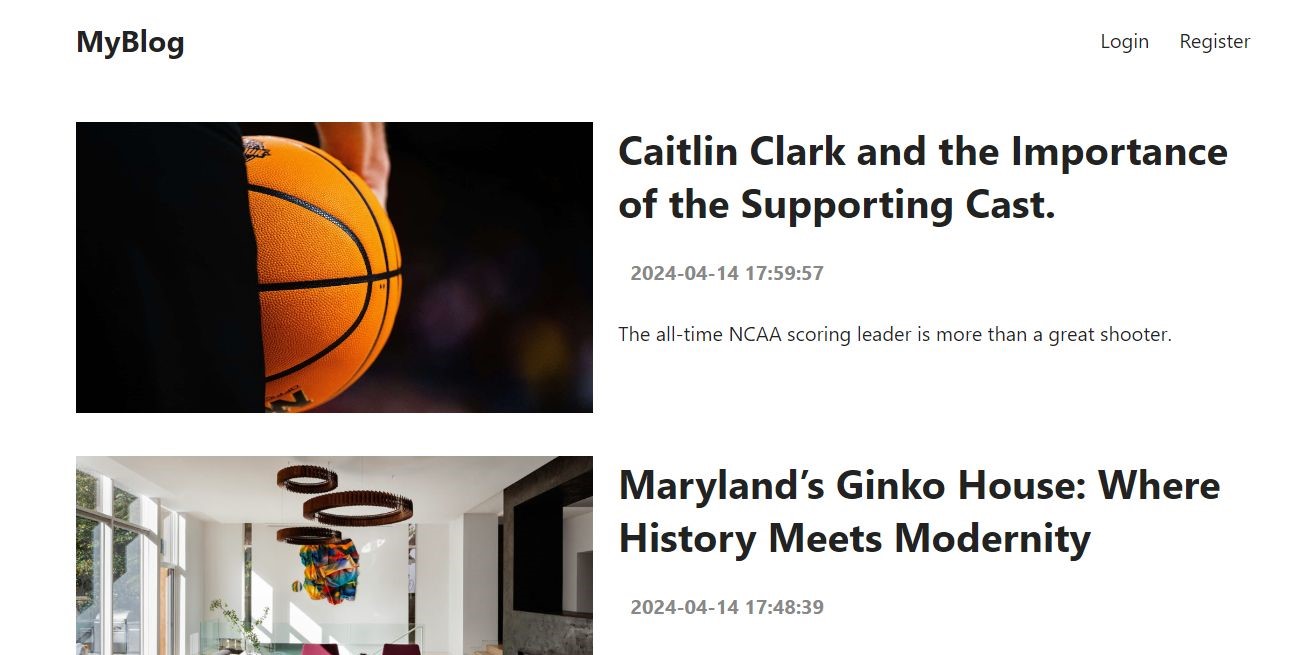 MyBlog
Login Register
Caitlin Clark and the Importance
of the Supporting Cast.
2024-04-14 17:59:57
The all-time NCAA scoring leader is more than a great shooter.
Maryland’s Ginko House: Where
History Meets Modernity
2024-04-14 17:48:39